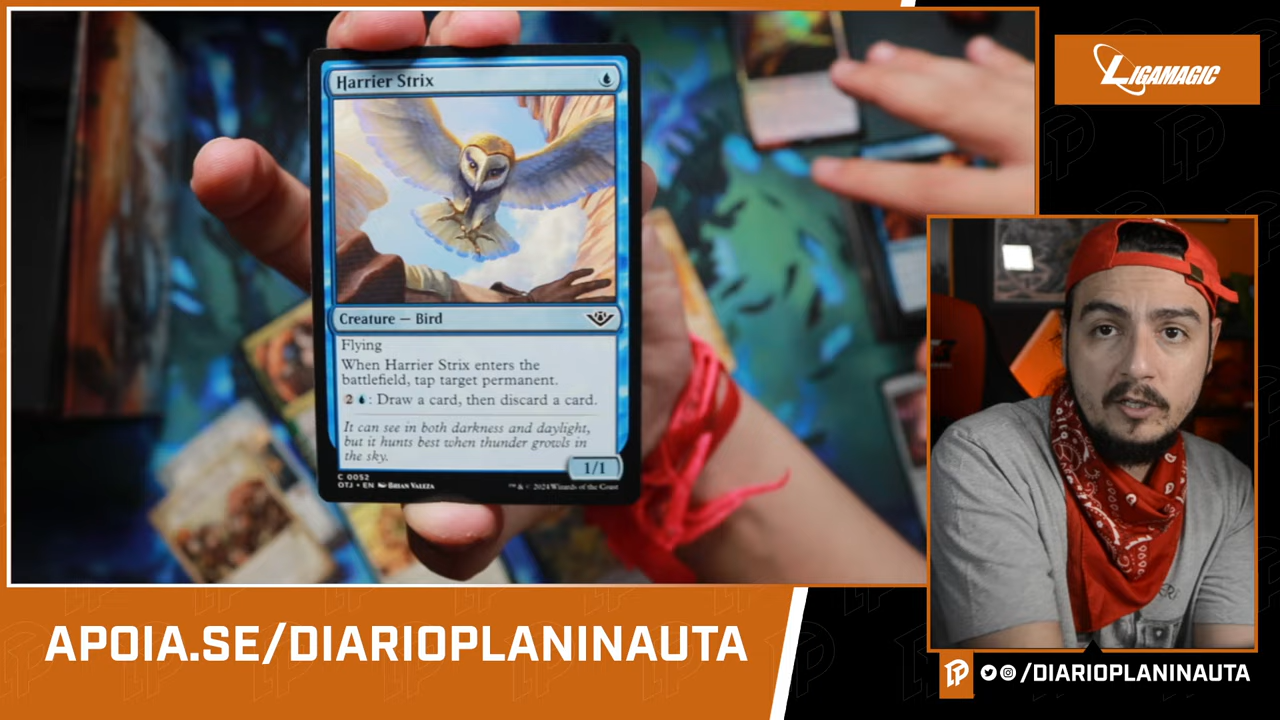 Harrier Strix
Creature — Bird
Flying
When Harrier Strix enters the
battlefield, tap target permanent.
2 : Draw a card, then discard a card.
It can see in both darkness and daylight,
but it hunts best when thunder growls in
the sky.
1/1
C 0052
OTJ • EN BRIAN VALEZA
™ & © 2024 Wizards of the Coast
LIGAMAGIC
APOIA.SE/DIARIOPLANINAUTA
/DIARIOPLANINAUTA